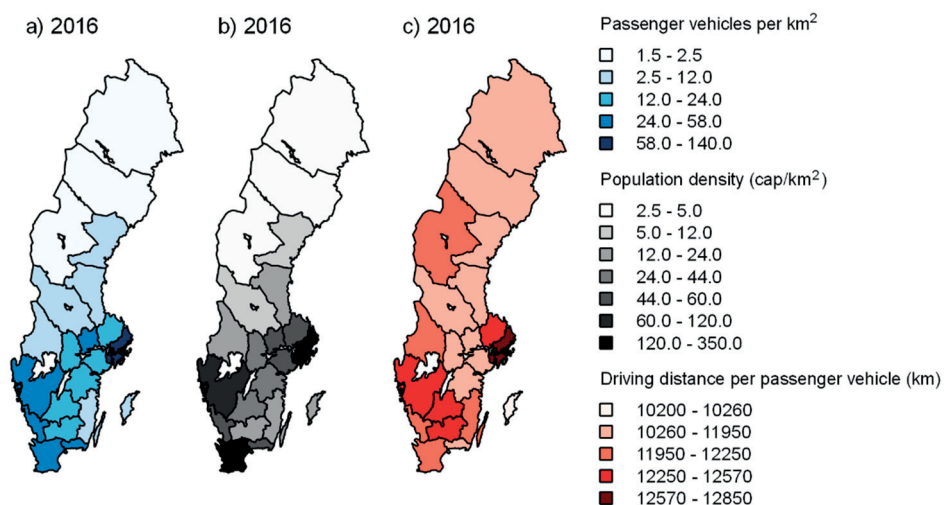 a) 2016
b) 2016
c) 2016
Passenger vehicles per km²
1.5 - 2.5
2.5 - 12.0
12.0 - 24.0
24.0 - 58.0
58.0 - 140.0
Population density (cap/km²)
2.5 - 5.0
5.0 - 12.0
12.0 - 24.0
24.0 - 44.0
44.0 - 60.0
60.0 - 120.0
120.0 - 350.0
Driving distance per passenger vehicle (km)
10200 - 10260
10260 - 11950
11950 - 12250
12250 - 12570
12570 - 12850